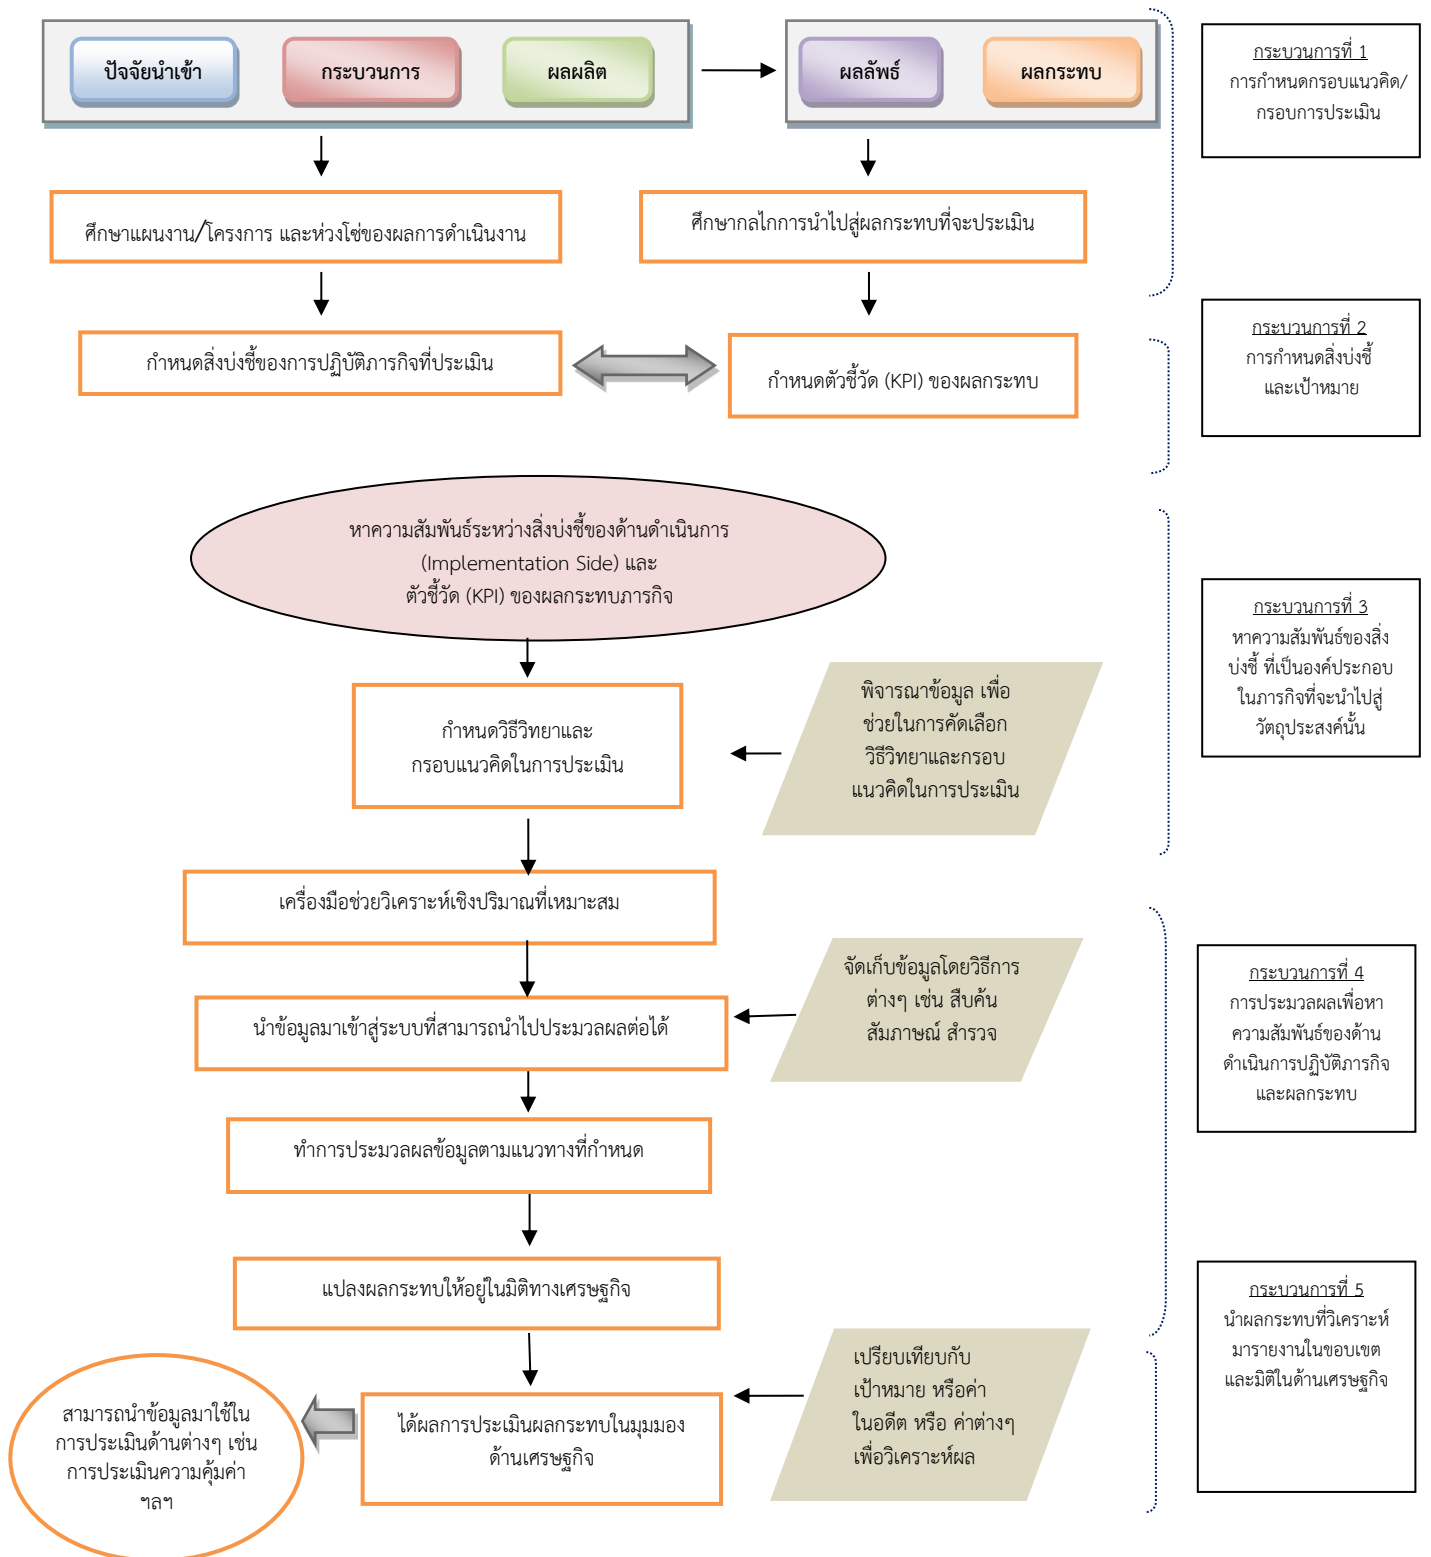 ปัจจัยนำเข้า
กระบวนการ
ผลผลิต
ผลลัพธ์
ผลกระทบ
กระบวนการที่ 1
การกำหนดกรอบแนวคิด/
กรอบการประเมิน
ศึกษาแผนงาน/โครงการ และห่วงโซ่ของผลการดำเนินงาน
ศึกษากลไกการนำไปสู่ผลกระทบที่จะประเมิน
กำหนดสิ่งบ่งชี้ของการปฏิบัติภารกิจที่ประเมิน
กำหนดตัวชี้วัด (KPI) ของผลกระทบ
กระบวนการที่ 2
การกำหนดสิ่งบ่งชี้
และเป้าหมาย
หาความสัมพันธ์ระหว่างสิ่งบ่งชี้ของด้านดำเนินการ
(Implementation Side) และ
ตัวชี้วัด (KPI) ของผลกระทบภารกิจ
กำหนดวิธีวิทยาและ
กรอบแนวคิดในการประเมิน
พิจารณาข้อมูล เพื่อ
ช่วยในการคัดเลือก
วิธีวิทยาและกรอบ
แนวคิดในการประเมิน
กระบวนการที่ 3
หาความสัมพันธ์ของสิ่ง
บ่งชี้ ที่เป็นองค์ประกอบ
ในภารกิจที่จะนำไปสู่
วัตถุประสงค์นั้น
เครื่องมือช่วยวิเคราะห์เชิงปริมาณที่เหมาะสม
นำข้อมูลมาเข้าสู่ระบบที่สามารถนำไปประมวลผลต่อได้
จัดเก็บข้อมูลโดยวิธีการ
ต่างๆ เช่น สืบค้น
สัมภาษณ์ สำรวจ
กระบวนการที่ 4
การประมวลผลเพื่อหา
ความสัมพันธ์ของด้าน
ดำเนินการปฏิบัติภารกิจ
และผลกระทบ
ทำการประมวลผลข้อมูลตามแนวทางที่กำหนด
แปลงผลกระทบให้อยู่ในมิติทางเศรษฐกิจ
กระบวนการที่ 5
นำผลกระทบที่วิเคราะห์
มารายงานในขอบเขต
และมิติในด้านเศรษฐกิจ
เปรียบเทียบกับ
เป้าหมาย หรือค่า
ในอดีต หรือ ค่าต่างๆ
เพื่อวิเคราะห์ผล
ได้ผลการประเมินผลกระทบในมุมมอง
ด้านเศรษฐกิจ
สามารถนำข้อมูลมาใช้ใน
การประเมินด้านต่างๆ เช่น
การประเมินความคุ้มค่า
ฯลฯ